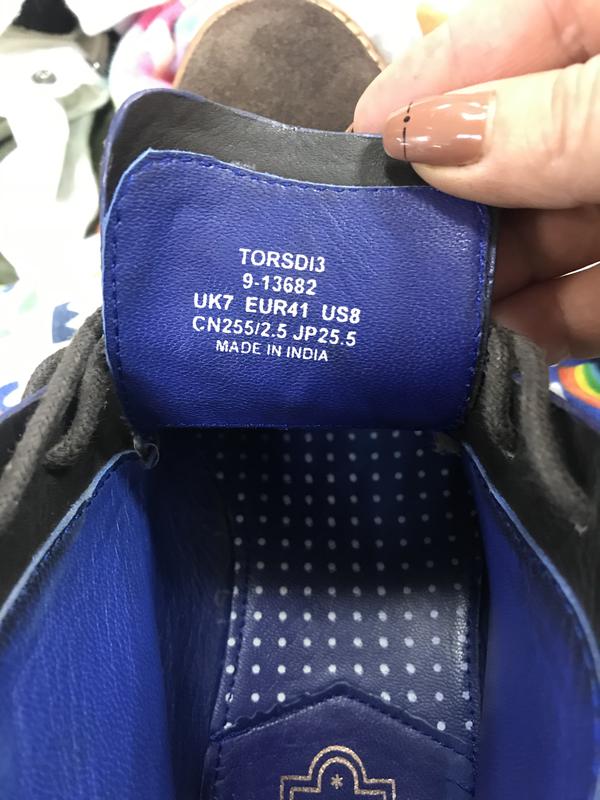 TORSDI3
9-13682
UK7 EUR41 US8
CN255/2.5 JP25.5
MADE IN INDIA